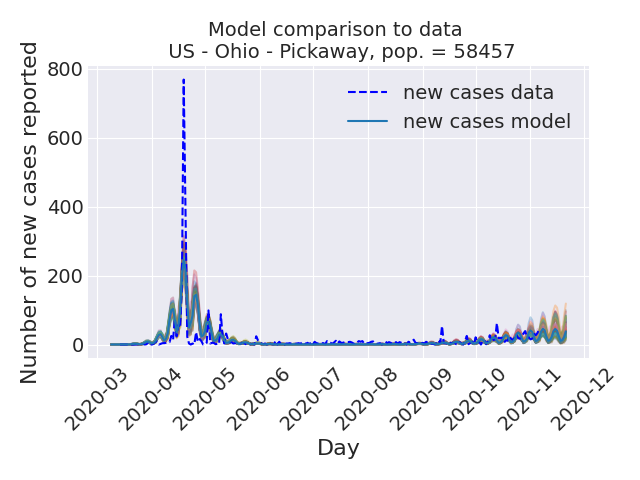 Model comparison to data
US - Ohio - Pickaway, pop. = 58457
Number of new cases reported
800
600
400
200
0
new cases data
new cases model
2020-03
2020-04
2020-05
2020-06
2020-07
2020-08
2020-09
2020-10
2020-11
2020-12
Day